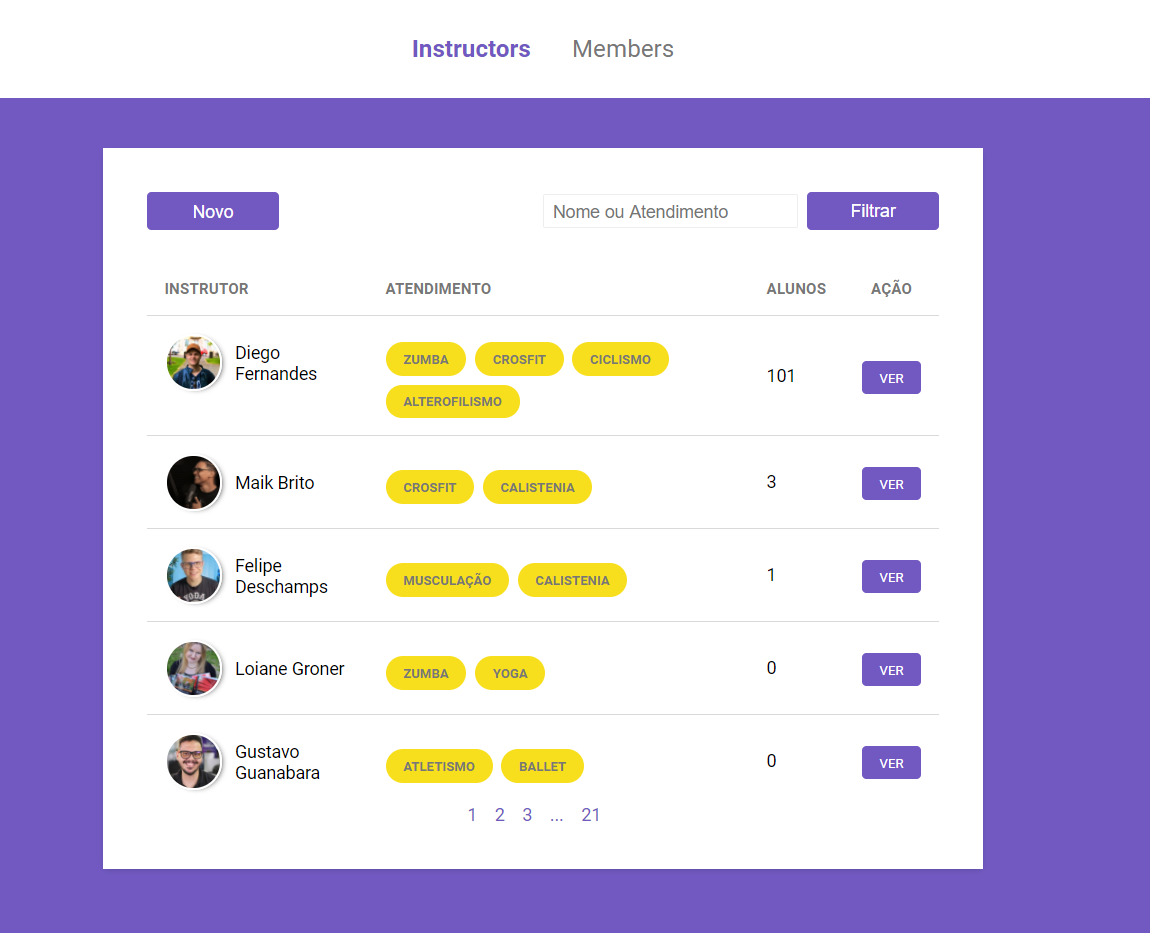 Instructors Members
Novo Nome ou Atendimento Filtrar
INSTRUTOR ATENDIMENTO ALUNOS AÇÃO
Diego
Fernandes
ZUMBA CROSFIT CICLISMO
ALTEROFILISMO
101 VER
Maik Brito CROSFIT CALISTENIA 3 VER
Felipe
Deschamps
MUSCULAÇÃO CALISTENIA 1 VER
Loiane Groner ZUMBA YOGA 0 VER
Gustavo
Guanabara
ATLETISMO BALLET 0 VER
1 2 3 ... 21